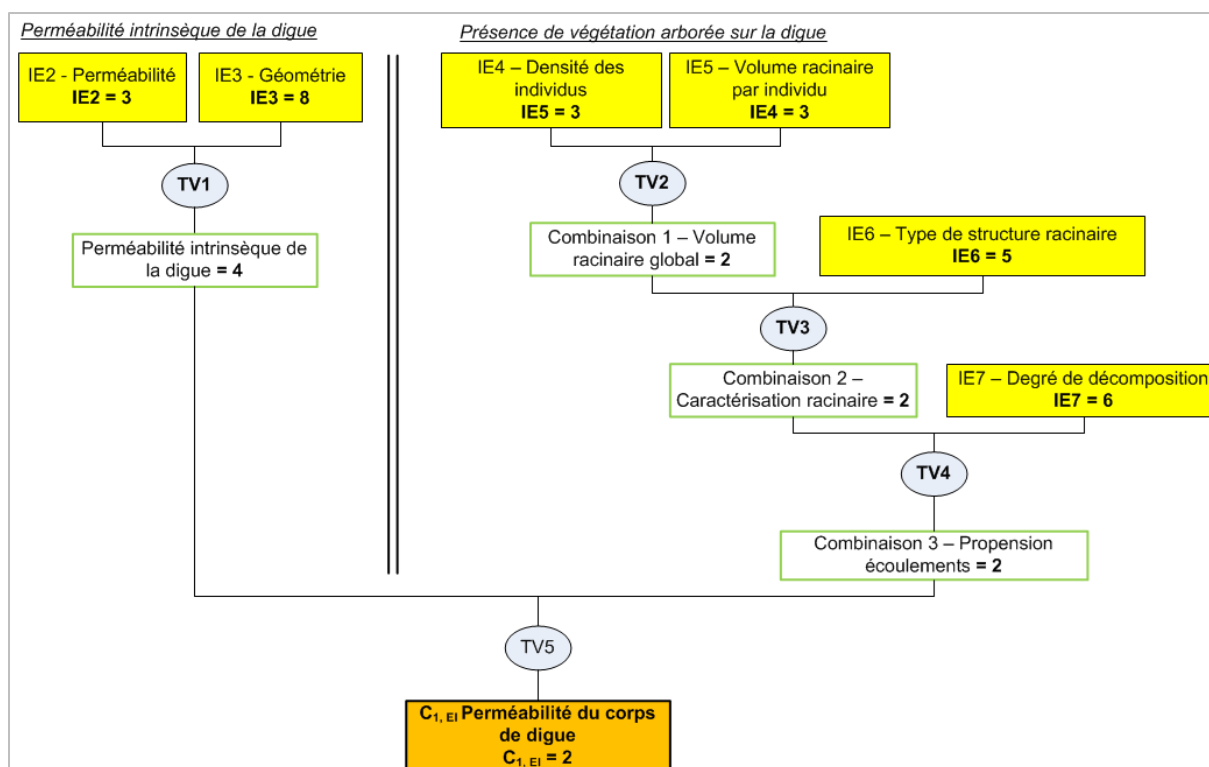 Perméabilité intrinsèque de la digue
Présence de végétation arborée sur la digue
IE2 - Perméabilité
IE2 = 3
IE3 - Géométrie
IE3 = 8
IE4 – Densité des
individus
IE5 = 3
IE5 – Volume racinaire
par individu
IE4 = 3
TV1
TV2
Perméabilité intrinsèque de
la digue = 4
Combinaison 1 – Volume
racinaire global = 2
IE6 – Type de structure racinaire
IE6 = 5
TV3
Combinaison 2 –
Caractérisation racinaire = 2
IE7 – Degré de décomposition
IE7 = 6
TV4
Combinaison 3 – Propension
écoulements = 2
TV5
C1, EI Perméabilité du corps
de digue
C1, EI = 2